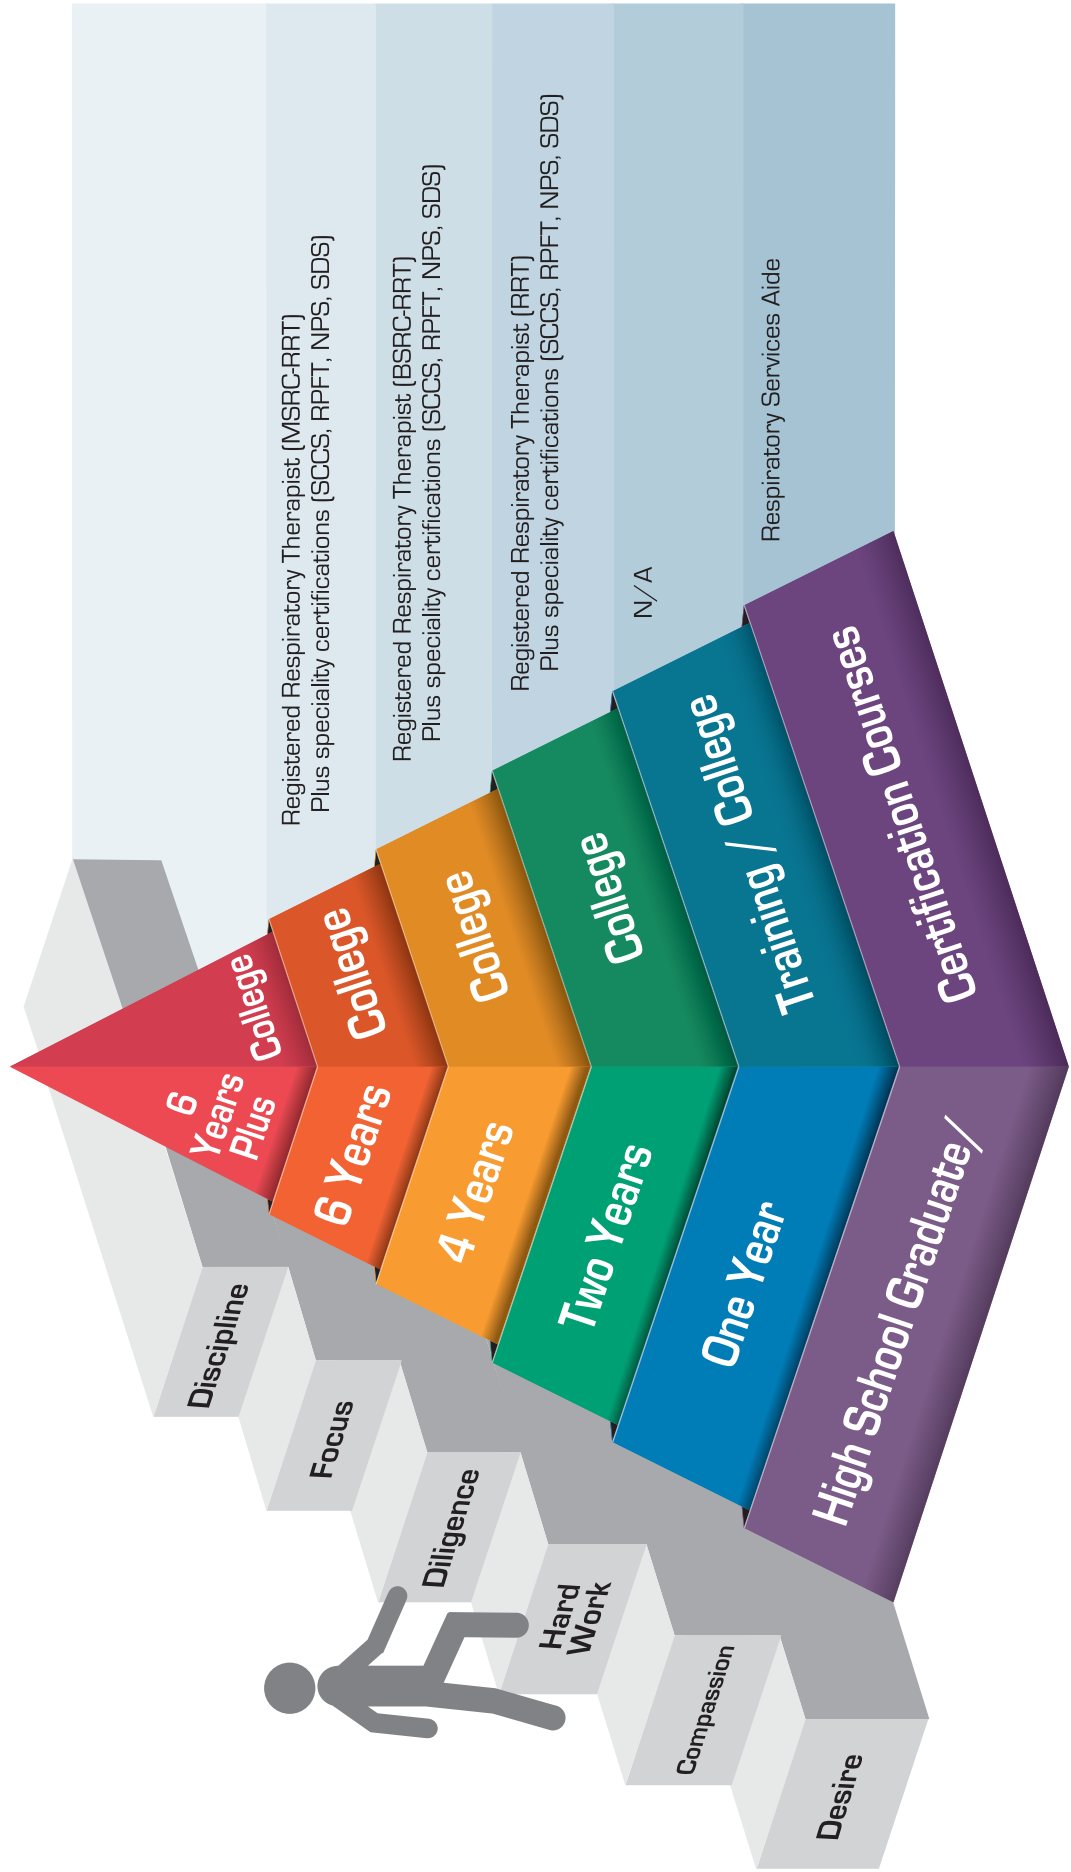 6
Years
Plus
College
6 Years
College
Registered Respiratory Therapist (MSRC-RRT)
Plus speciality certifications (SCCS, RPFT, NPS, SDS)
4 Years
College
Registered Respiratory Therapist (BSRC-RRT)
Plus speciality certifications (SCCS, RPFT, NPS, SDS)
Two Years
College
Registered Respiratory Therapist (RRT)
Plus speciality certifications (SCCS, RPFT, NPS, SDS)
One Year
Training / College
N/A
High School Graduate/
Certification Courses
Respiratory Services Aide
Discipline
Focus
Diligence
Hard
Work
Compassion
Desire